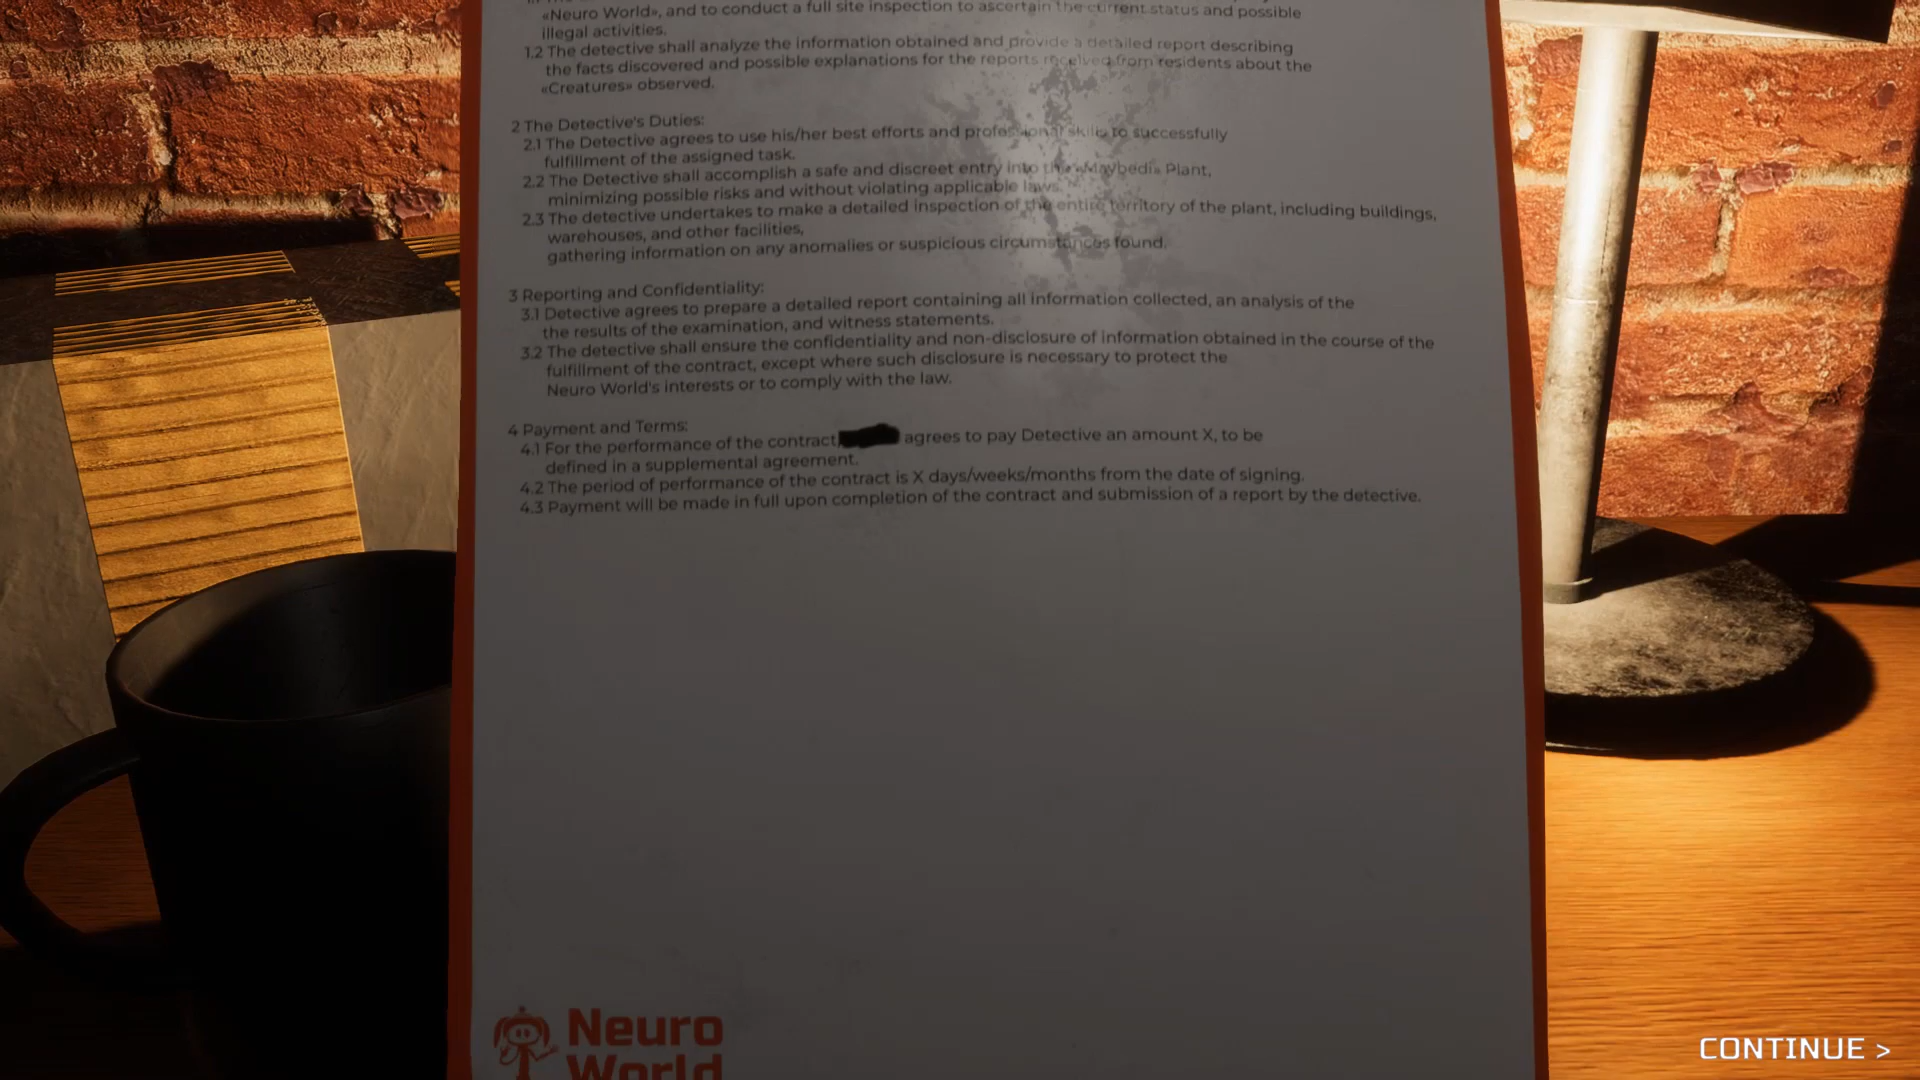 «Neuro World», and to conduct a full site inspection to ascertain the current status and possible
illegal activities.
1.2 The detective shall analyze the information obtained and provide a detailed report describing
the facts discovered and possible explanations for the reports received from residents about the
«Creatures» observed.
2 The Detective's Duties:
2.1 The Detective agrees to use his/her best efforts and professional skills to successfully
fulfillment of the assigned task.
2.2 The Detective shall accomplish a safe and discreet entry into the «Maybedi» Plant,
minimizing possible risks and without violating applicable laws.
2.3 The detective undertakes to make a detailed inspection of the entire territory of the plant, including buildings,
warehouses, and other facilities,
gathering information on any anomalies or suspicious circumstances found.
3 Reporting and Confidentiality:
3.1 Detective agrees to prepare a detailed report containing all information collected, an analysis of the
the results of the examination, and witness statements.
3.2 The detective shall ensure the confidentiality and non-disclosure of information obtained in the course of the
fulfillment of the contract, except where such disclosure is necessary to protect the
Neuro World's interests or to comply with the law.
4 Payment and Terms:
4.1 For the performance of the contract, agrees to pay Detective an amount X, to be
defined in a supplemental agreement.
4.2 The period of performance of the contract is X days/weeks/months from the date of signing.
4.3 Payment will be made in full upon completion of the contract and submission of a report by the detective.
Neuro
World
CONTINUE >